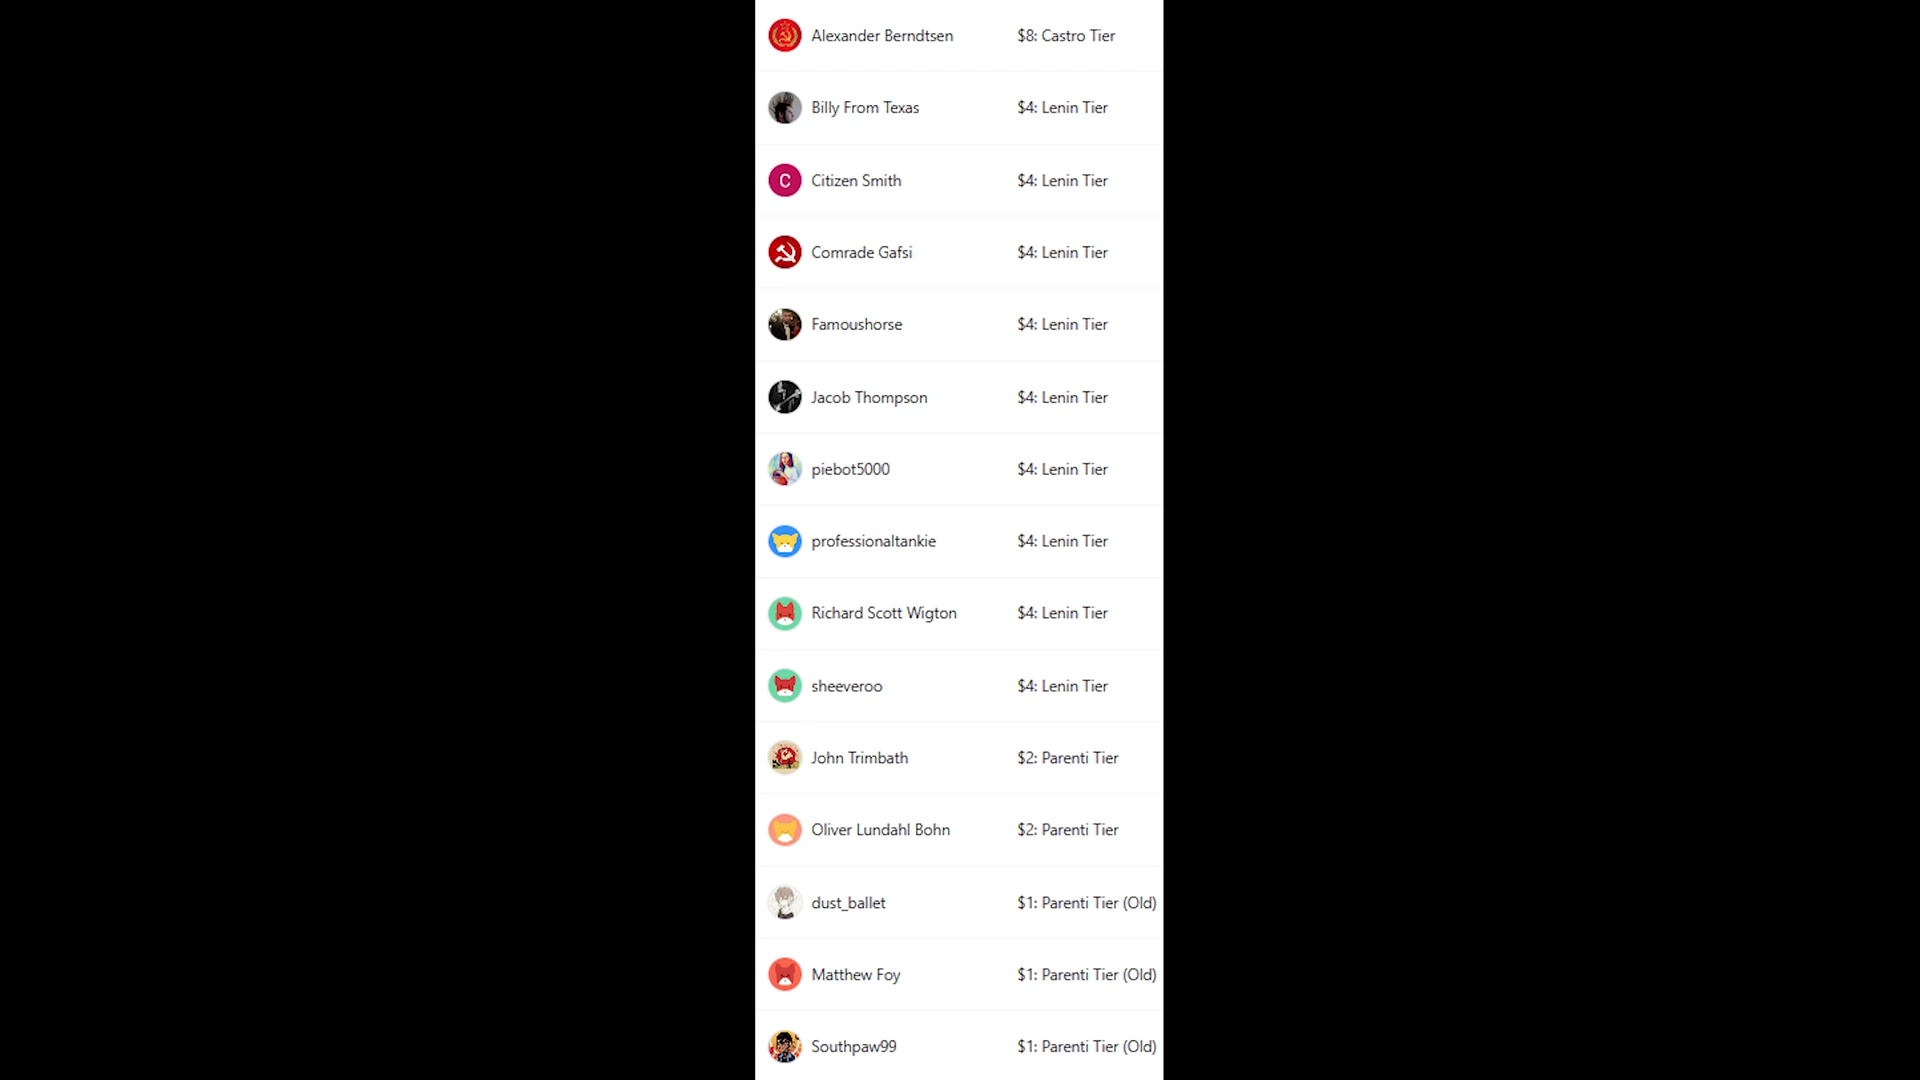 Alexander Berndtsen $8: Castro Tier
Billy From Texas $4: Lenin Tier
C Citizen Smith $4: Lenin Tier
Comrade Gafsi $4: Lenin Tier
Famoushorse $4: Lenin Tier
Jacob Thompson $4: Lenin Tier
piebot5000 $4: Lenin Tier
professionaltankie $4: Lenin Tier
Richard Scott Wigton $4: Lenin Tier
sheeveroo $4: Lenin Tier
John Trimbath $2: Parenti Tier
Oliver Lundahl Bohn $2: Parenti Tier
dust_ballet $1: Parenti Tier (Old)
Matthew Foy $1: Parenti Tier (Old)
Southpaw99 $1: Parenti Tier (Old)